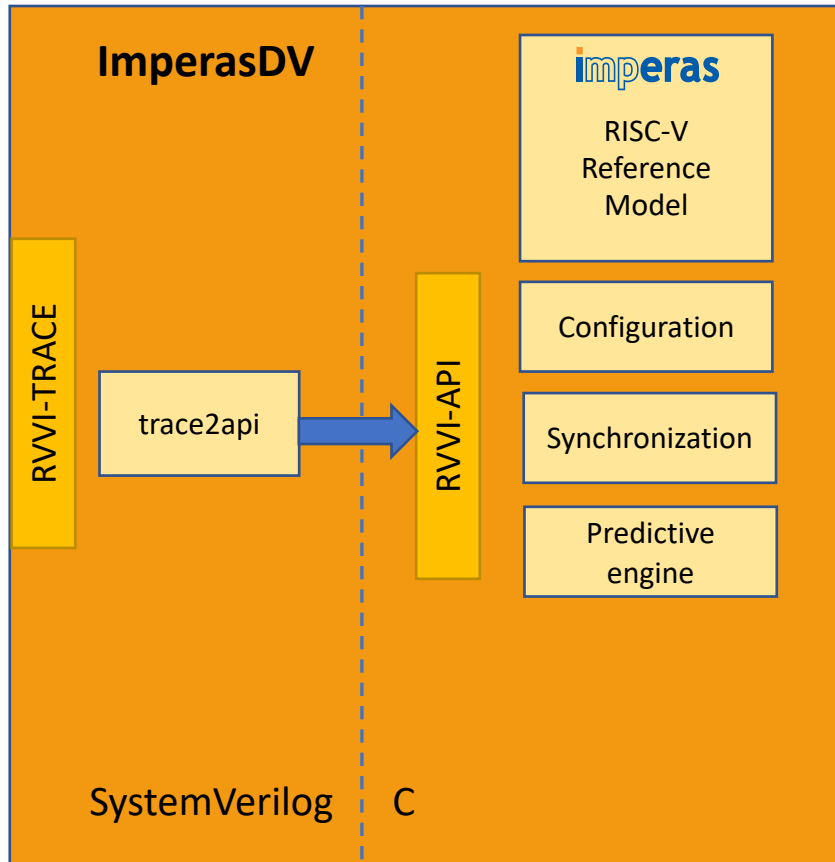 ImperasDV
imperas
RISC-V
Reference
Model
RVVI-TRACE
trace2api
RVVI-API
Configuration
Synchronization
Predictive
engine
SystemVerilog
C